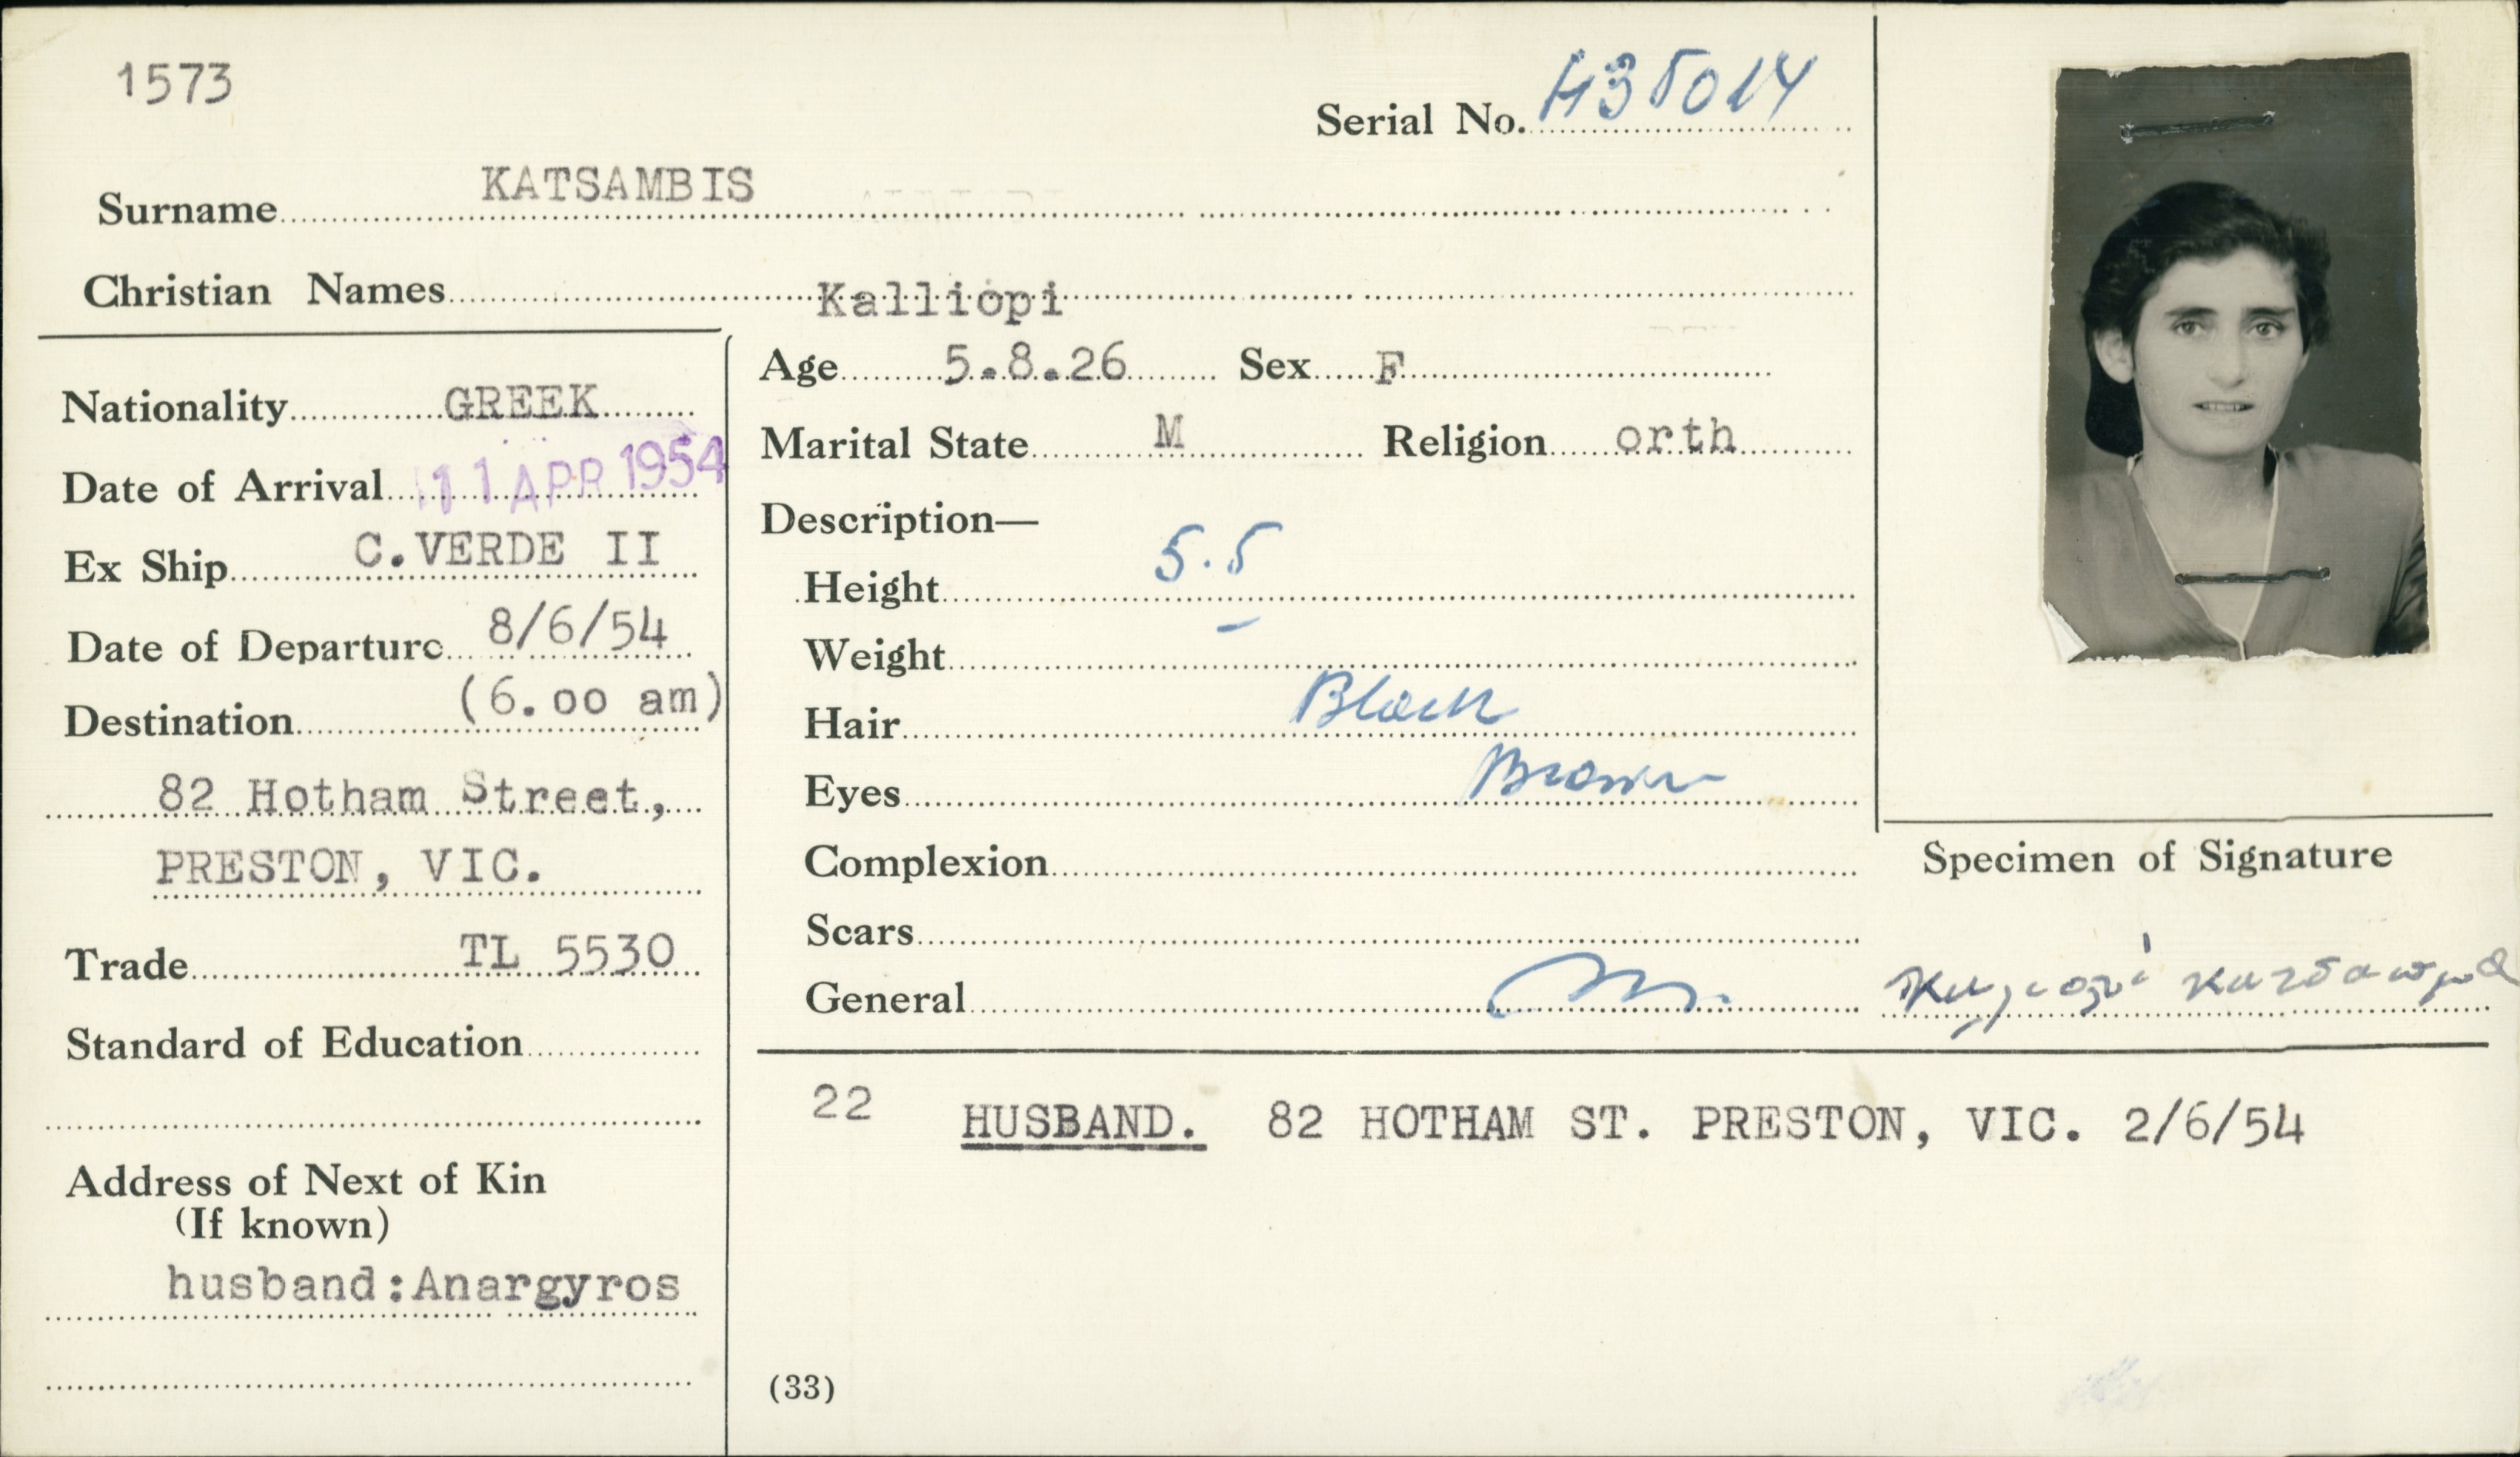 1573
Serial No. H35014
Surname KATSAMBIS
Christian Names Kalliopi
Nationality GREEK
Date of Arrival 11 APR 1954
Ex Ship C.VERDE II
Date of Departure 8/6/54
(6.00 am)
Destination
82 Hotham Street,
PRESTON, VIC.
Trade TL 5530
Standard of Education
Address of Next of Kin
(If known)
husband:Anargyros
Age 5.8.26 Sex F
Marital State M Religion orth
Description—
Height 5.5
Weight
Hair Black
Eyes Brown
Complexion
Scars
General
Specimen of Signature
22 HUSBAND. 82 HOTHAM ST. PRESTON, VIC. 2/6/54
(33)